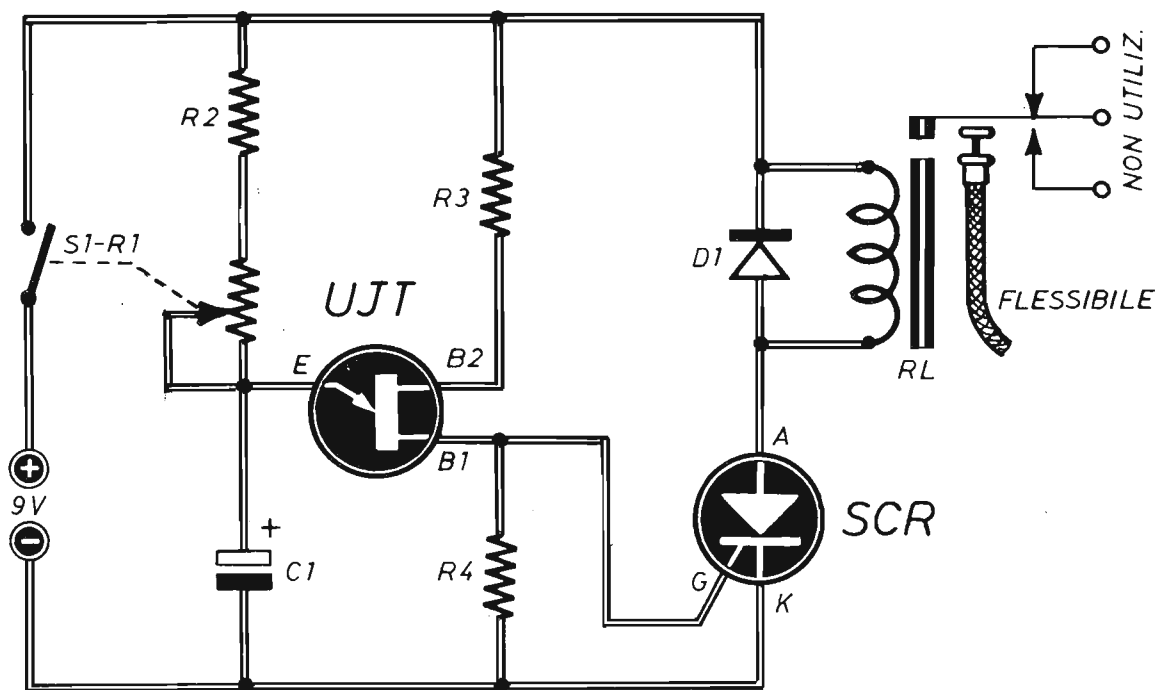 R2
S1-R1
R3
UJT
E
B2
B1
D1
RL
FLESSIBILE
NON UTILIZ.
+
9V
-
+
C1
R4
A
SCR
G
K